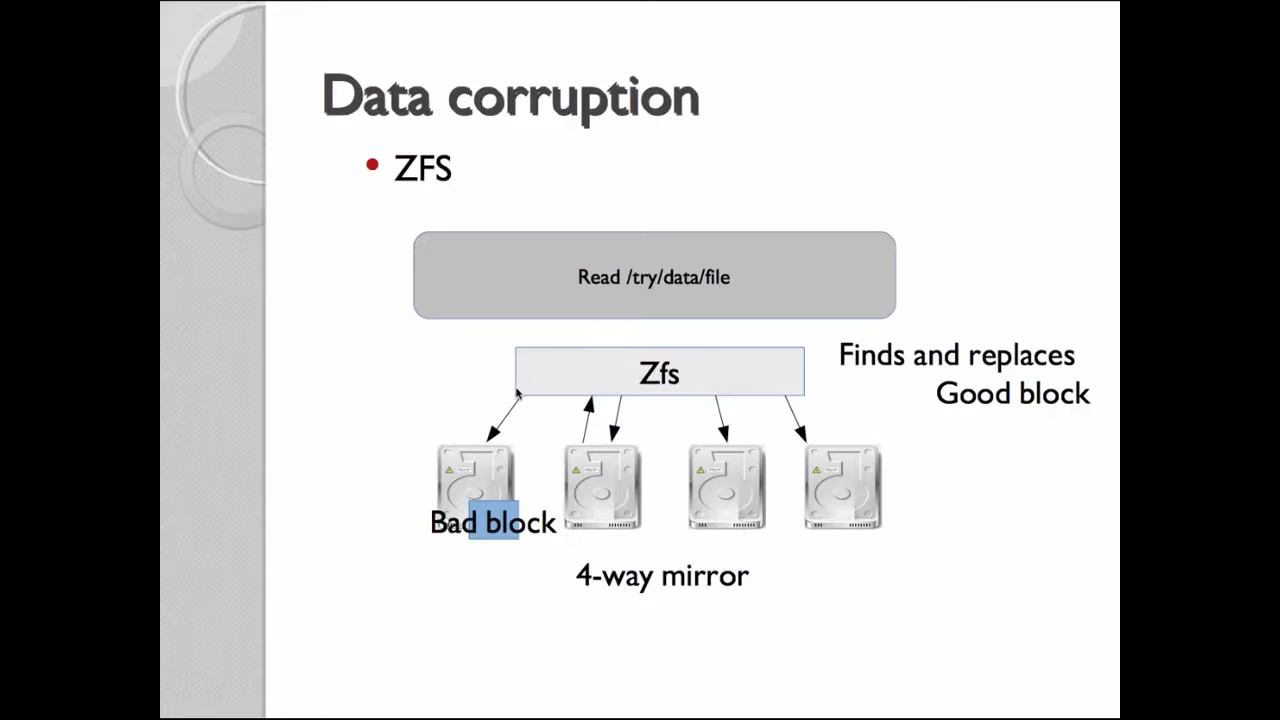 Data corruption
• ZFS
Read /try/data/file
Zfs
Finds and replaces
Good block
Bad block
4-way mirror